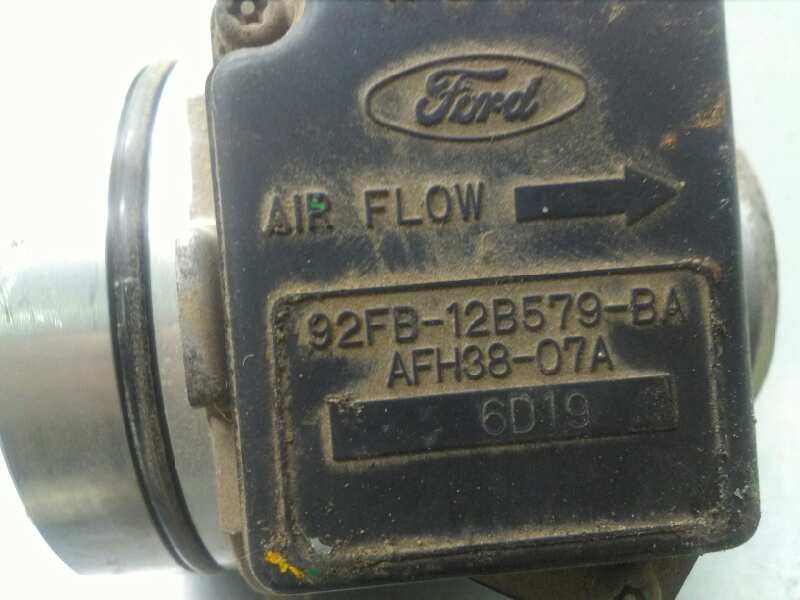 Ford
AIR FLOW
92FB-12B579-BA
AFH38-07A
6D19